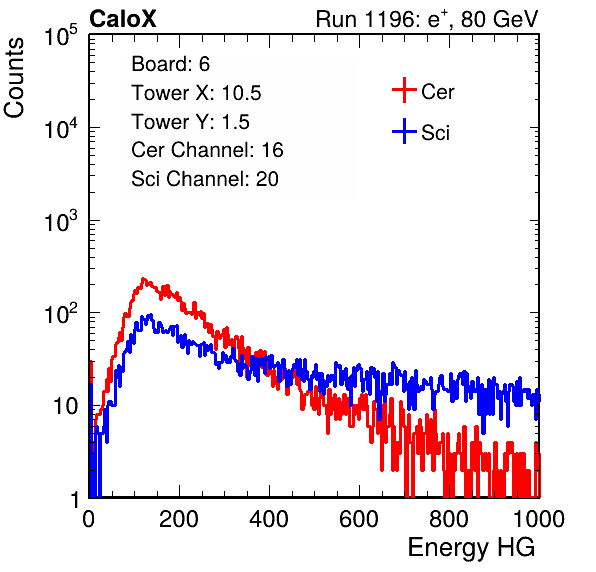 CaloX Run 1196: e⁺, 80 GeV
Counts
10⁵
10⁴
10³
10²
10
1
Board: 6
Tower X: 10.5
Tower Y: 1.5
Cer Channel: 16
Sci Channel: 20
Cer
Sci
0 200 400 600 800 1000
Energy HG